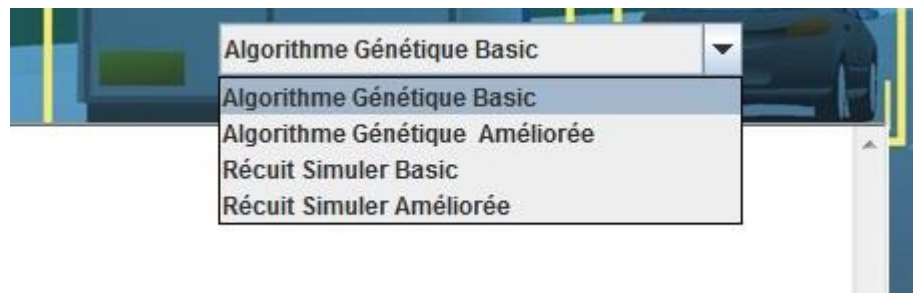 Algorithme Génétique Basic
Algorithme Génétique Basic
Algorithme Génétique  Améliorée
Récuit Simuler Basic
Récuit Simuler Améliorée